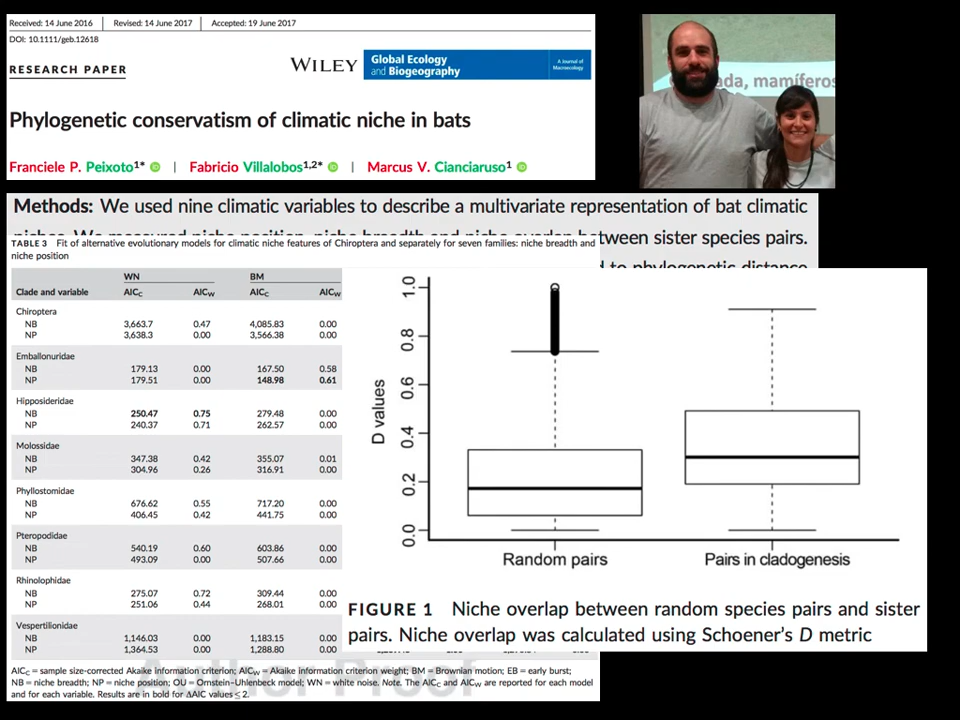 Received: 14 June 2016 | Revised: 14 June 2017 | Accepted: 19 June 2017
DOI: 10.1111/geb.12618
RESEARCH PAPER
WILEY
Global Ecology
and Biogeography
A Journal of
Macroecology
Phylogenetic conservatism of climatic niche in bats
Franciele P. Peixoto1* | Fabricio Villalobos1,2* | Marcus V. Cianciaruso1
ada, mamíferos
Methods: We used nine climatic variables to describe a multivariate representation of bat climatic
tween sister species pairs.
to phylogenetic distance
TABLE 3 Fit of alternative evolutionary models for climatic niche features of Chiroptera and separately for seven families: niche breadth and
niche position
WN BM
Clade and variable AICC AICW AICC AICW
Chiroptera
NB 3,663.7 0.47 4,085.83 0.00
NP 3,638.3 0.00 3,566.38 0.00
Emballonuridae
NB 179.13 0.00 167.50 0.58
NP 179.51 0.00 148.98 0.61
Hipposideridae
NB 250.47 0.75 279.48 0.00
NP 240.37 0.71 262.57 0.00
Molossidae
NB 347.38 0.42 355.07 0.01
NP 304.96 0.26 316.91 0.00
Phyllostomidae
NB 676.62 0.55 717.20 0.00
NP 406.45 0.42 441.75 0.00
Pteropodidae
NB 540.19 0.60 603.86 0.00
NP 493.09 0.00 507.66 0.00
Rhinolophidae
NB 275.07 0.72 309.44 0.00
NP 251.06 0.44 268.01 0.00
Vespertilionidae
NB 1,146.03 0.00 1,183.15 0.00
NP 1,364.53 0.00 1,288.80 0.00
AICC = sample size-corrected Akaike information criterion; AICW = Akaike information criterion weight; BM = Brownian motion; EB = early burst;
NB = niche breadth; NP = niche position; OU = Ornstein–Uhlenbeck model; WN = white noise. Note. The AICC and AICW are reported for each model
and for each variable. Results are in bold for ΔAIC values ≤ 2.
Author Proof
D values
1.0
0.8
0.6
0.4
0.2
0.0
Random pairs Pairs in cladogenesis
FIGURE 1 Niche overlap between random species pairs and sister
pairs. Niche overlap was calculated using Schoener's D metric